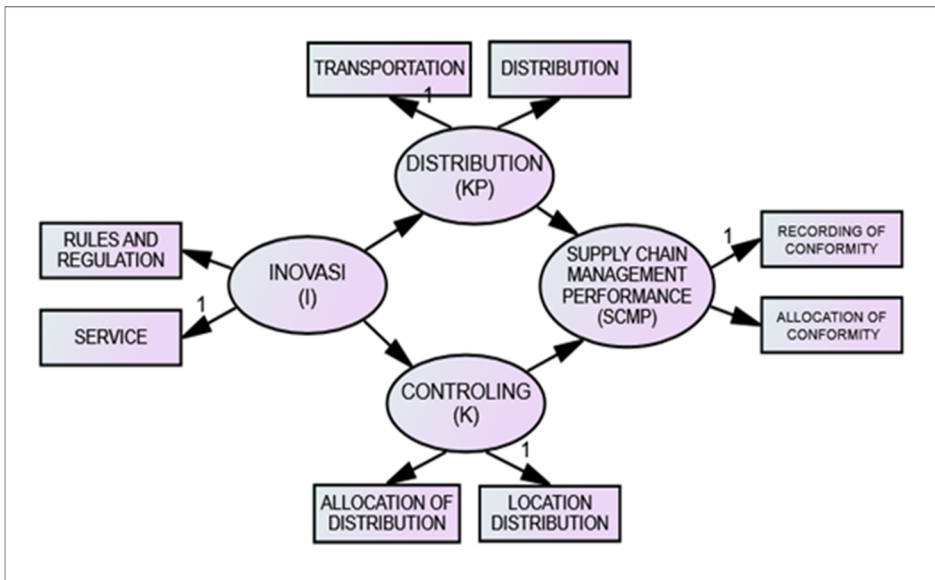 TRANSPORTATION
DISTRIBUTION
1
DISTRIBUTION
(KP)
RULES AND
REGULATION
INOVASI
(I)
SUPPLY CHAIN
MANAGEMENT
PERFORMANCE
(SCMP)
1
RECORDING OF
CONFORMITY
1
SERVICE
ALLOCATION OF
CONFORMITY
CONTROLING
(K)
1
ALLOCATION OF
DISTRIBUTION
LOCATION
DISTRIBUTION